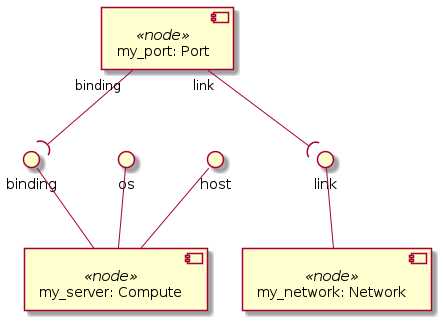 «node»
my_port: Port
binding
link
binding
os
host
link
«node»
my_server: Compute
«node»
my_network: Network